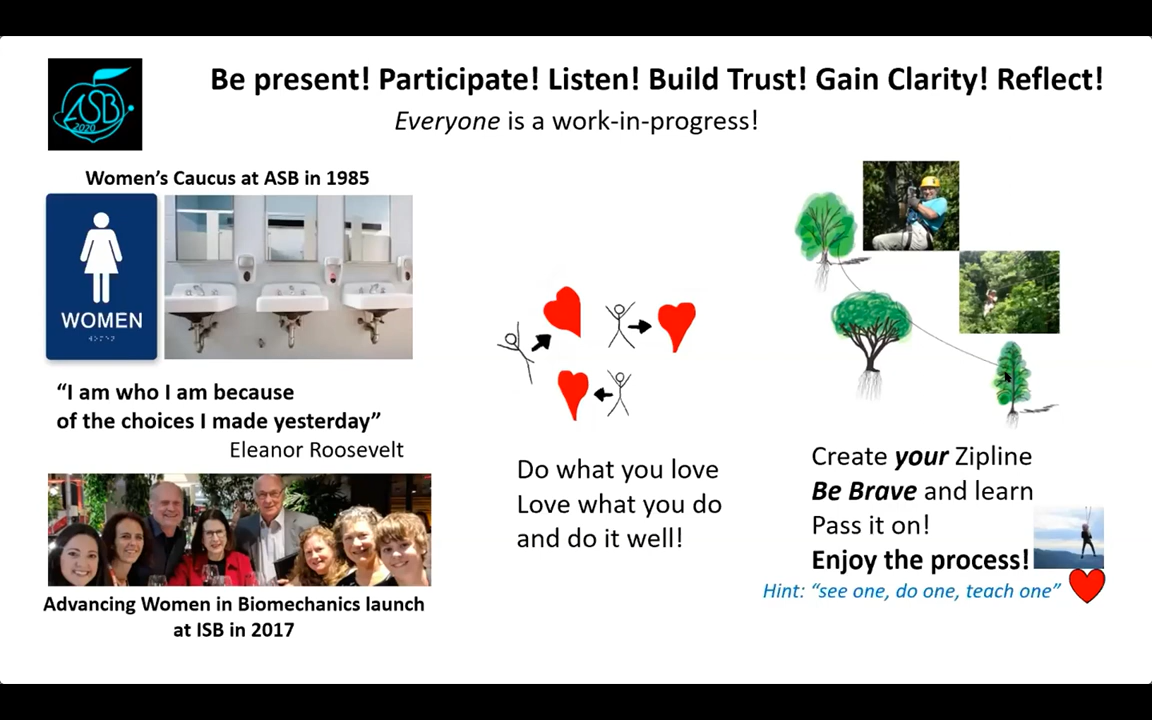 ASB
2020
Be present! Participate! Listen! Build Trust! Gain Clarity! Reflect!
Everyone is a work-in-progress!
Women’s Caucus at ASB in 1985
WOMEN
“I am who I am because
of the choices I made yesterday”
Eleanor Roosevelt
Advancing Women in Biomechanics launch
at ISB in 2017
Do what you love
Love what you do
and do it well!
Create your Zipline
Be Brave and learn
Pass it on!
Enjoy the process!
Hint: “see one, do one, teach one”